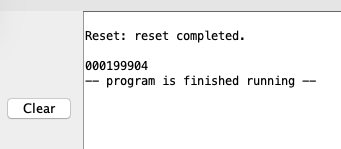 Reset: reset completed.
000199904
-- program is finished running --
Clear